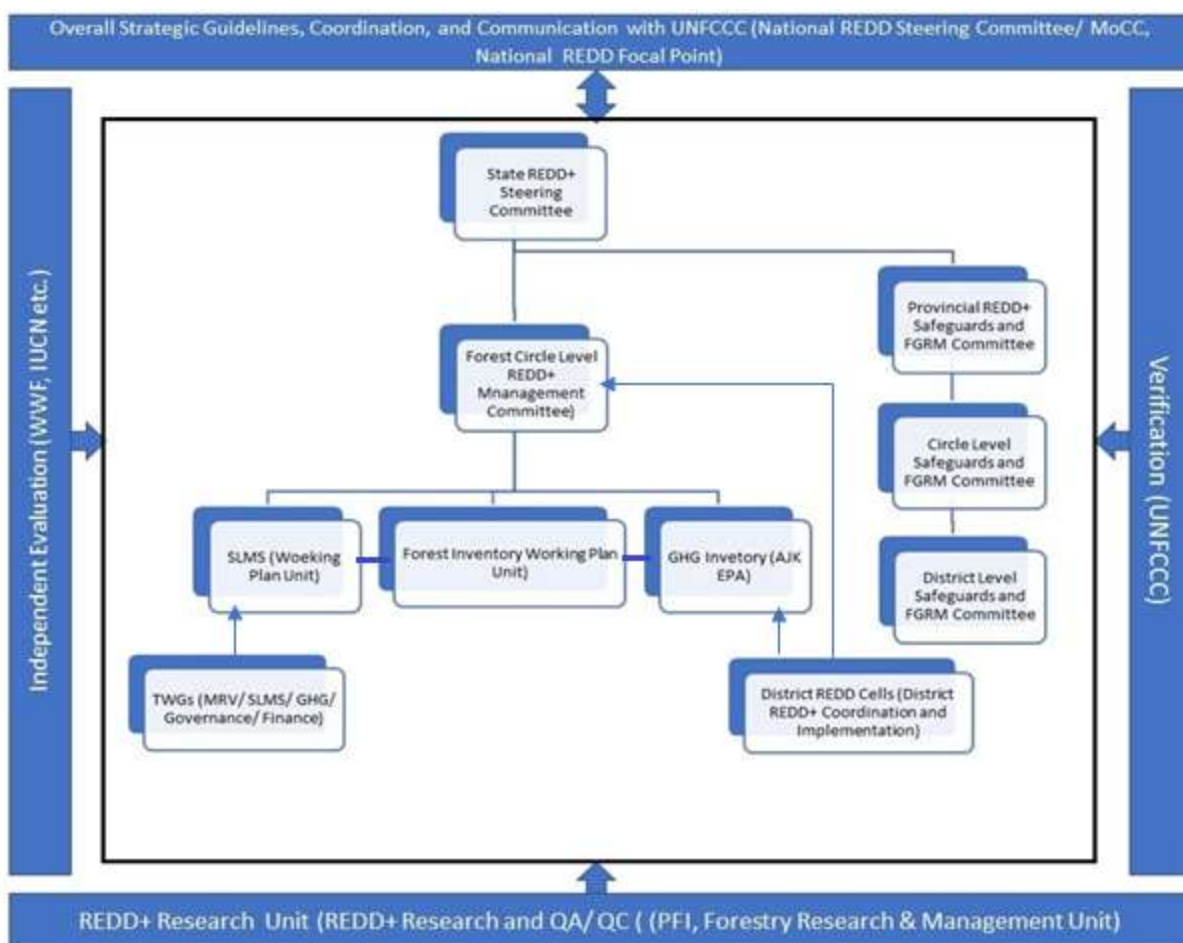 Overall Strategic Guidelines, Coordination, and Communication with UNFCCC (National REDD Steering Committee/ MoCC,
National REDD Focal Point)
Independent Evaluation (WWF, IUCN etc.)
State REDD+
Steering
Committee
Provincial REDD+
Safeguards and
FGRM Committee
Forest Circle Level
REDD+
Mnanagement
Committee)
Circle Level
Safeguards and
FGRM Committee
SLMS (Woeking
Plan Unit)
Forest Inventory Working Plan
Unit)
GHG Invetory (AJK
EPA)
District Level
Safeguards and
FGRM Committee
TWGs (MRV/ SLMS/ GHG/
Governance/ Finance)
District REDD Cells (District
REDD+ Coordination and
Implementation)
Verification (UNFCCC)
REDD+ Research Unit (REDD+ Research and QA/ QC ( (PFI, Forestry Research & Management Unit)